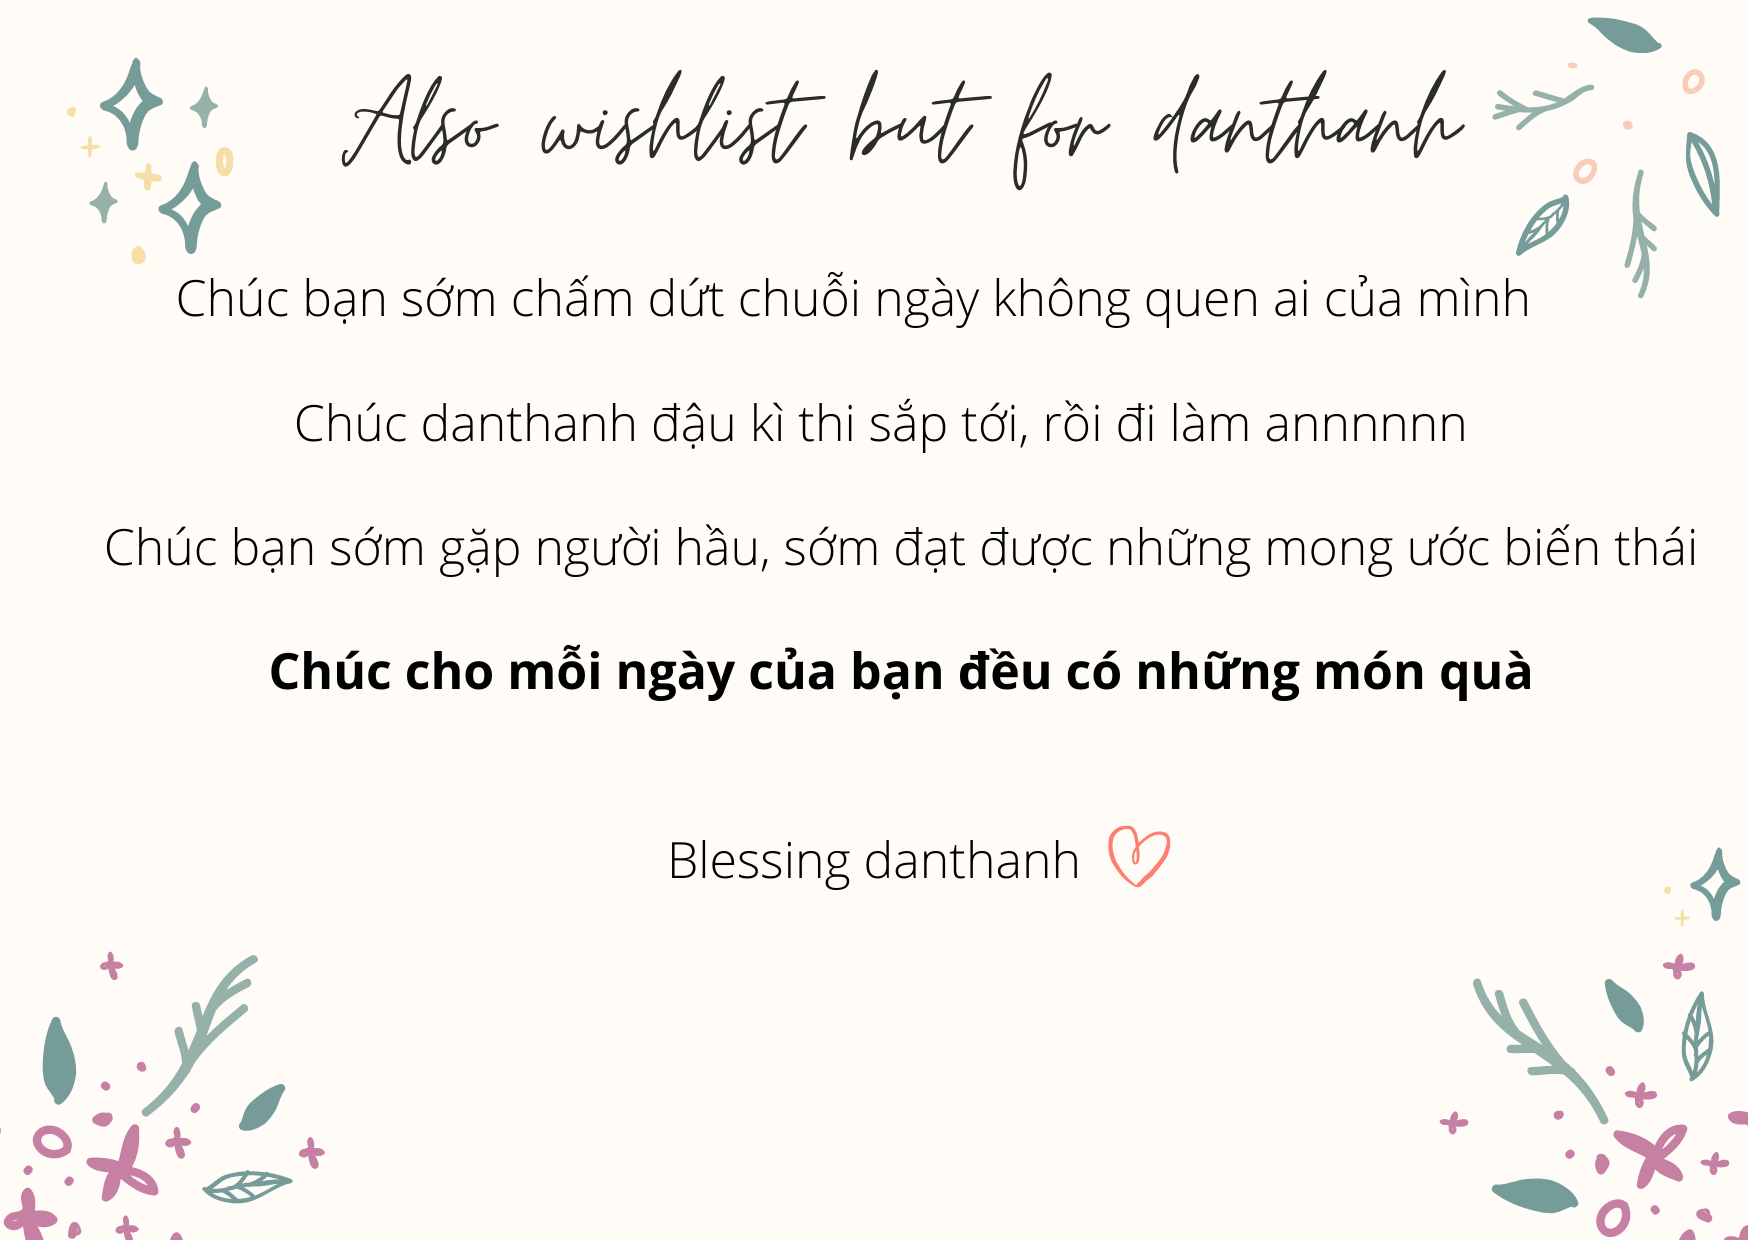 Also wishlist but for danthanh
Chúc bạn sớm chấm dứt chuỗi ngày không quen ai của mình
Chúc danthanh đậu kì thi sắp tới, rồi đi làm annnnnn
Chúc bạn sớm gặp người hầu, sớm đạt được những mong ước biến thái
Chúc cho mỗi ngày của bạn đều có những món quà
Blessing danthanh